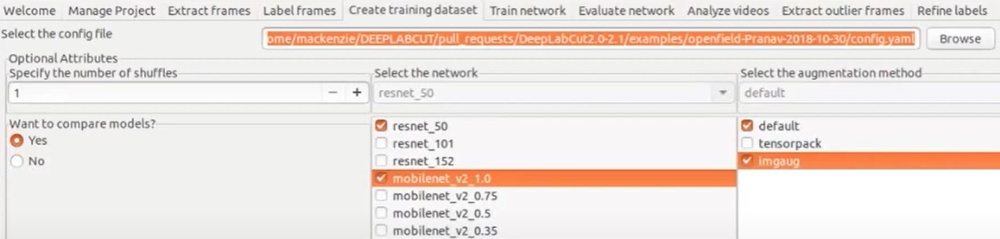 Welcome Manage Project Extract frames Label frames Create training dataset Train network Evaluate network Analyze videos Extract outlier frames Refine labels
Select the config file ome/mackenzie/DEEPLABCUT/pull_requests/DeepLabCut2.0-2.1/examples/openfield-Pranav-2018-10-30/config.yaml Browse
Optional Attributes
Specify the number of shuffles Select the network Select the augmentation method
1 − + resnet_50 default
Want to compare models? resnet_50 default
Yes resnet_101 tensorpack
No resnet_152 imgaug
mobilenet_v2_1.0
mobilenet_v2_0.75
mobilenet_v2_0.5
mobilenet_v2_0.35